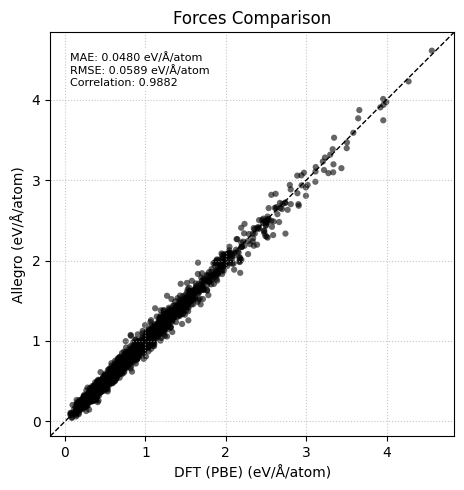 Forces Comparison
MAE: 0.0480 eV/Å/atom
RMSE: 0.0589 eV/Å/atom
Correlation: 0.9882
Allegro (eV/Å/atom)
4
3
2
1
0
0 1 2 3 4
DFT (PBE) (eV/Å/atom)